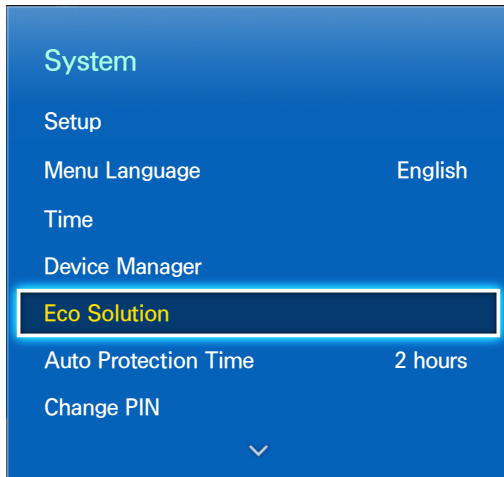 System
Setup
Menu Language English
Time
Device Manager
Eco Solution
Auto Protection Time 2 hours
Change PIN